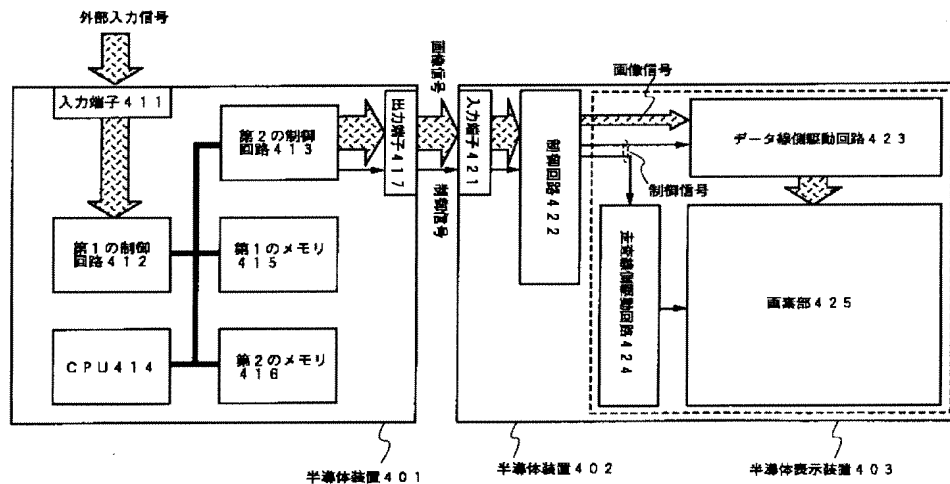 外部入力信号
入力端子411
第2の制御
回路413
第1の制御
回路412
第1のメモリ
415
CPU414
第2のメモリ
416
出力端子417
画像信号
制御信号
入力端子421
制御回路422
画像信号
制御信号
データ線側駆動回路423
走査線側駆動回路424
画素部425
半導体装置401
半導体装置402
半導体表示装置403